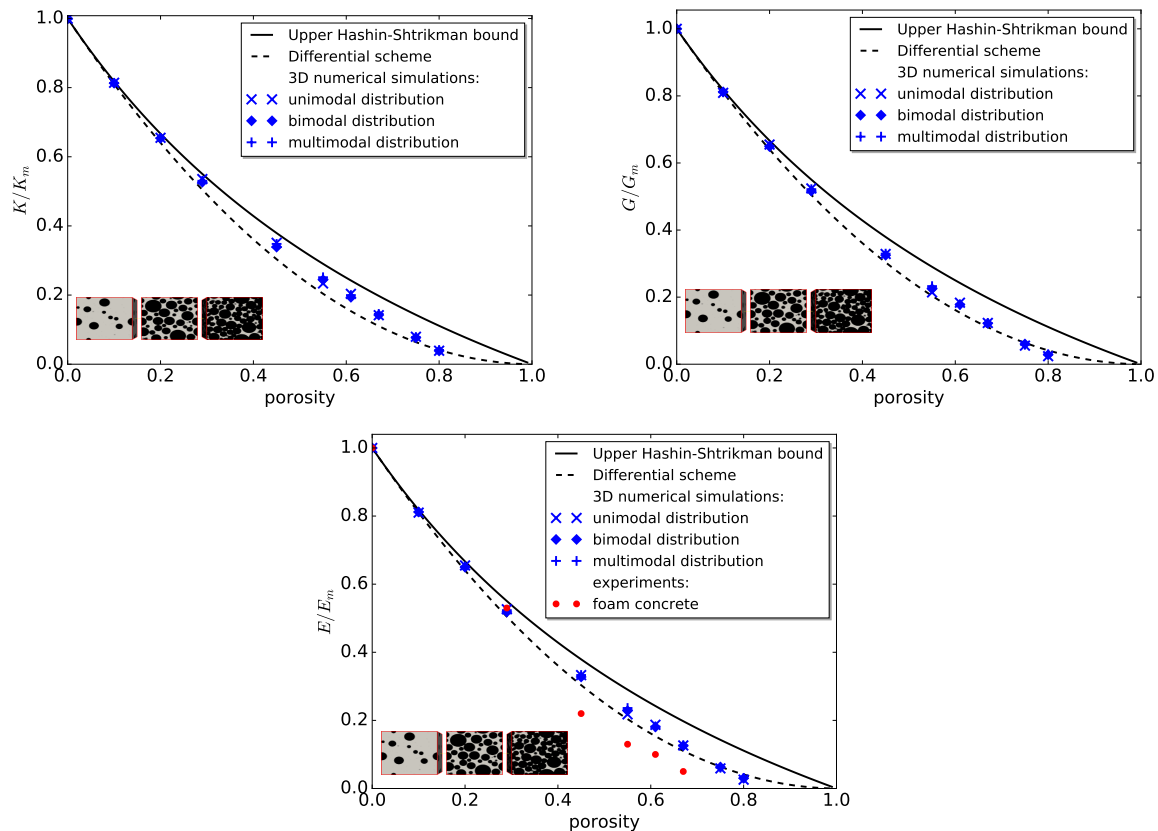 1.0
0.8
0.6
0.4
0.2
0.0
K/Kₘ
Upper Hashin-Shtrikman bound
Differential scheme
3D numerical simulations:
unimodal distribution
bimodal distribution
multimodal distribution
0.0 0.2 0.4 0.6 0.8 1.0
porosity
1.0
0.8
0.6
0.4
0.2
0.0
G/Gₘ
Upper Hashin-Shtrikman bound
Differential scheme
3D numerical simulations:
unimodal distribution
bimodal distribution
multimodal distribution
0.0 0.2 0.4 0.6 0.8 1.0
porosity
1.0
0.8
0.6
0.4
0.2
0.0
E/Eₘ
Upper Hashin-Shtrikman bound
Differential scheme
3D numerical simulations:
unimodal distribution
bimodal distribution
multimodal distribution
experiments:
foam concrete
0.0 0.2 0.4 0.6 0.8 1.0
porosity